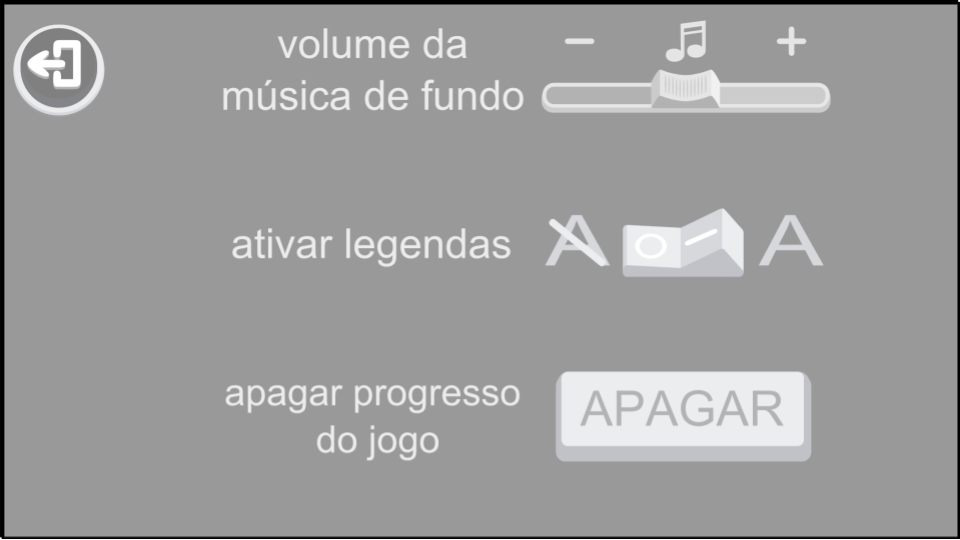 volume da
música de fundo
- +
ativar legendas
A A
apagar progresso
do jogo
APAGAR